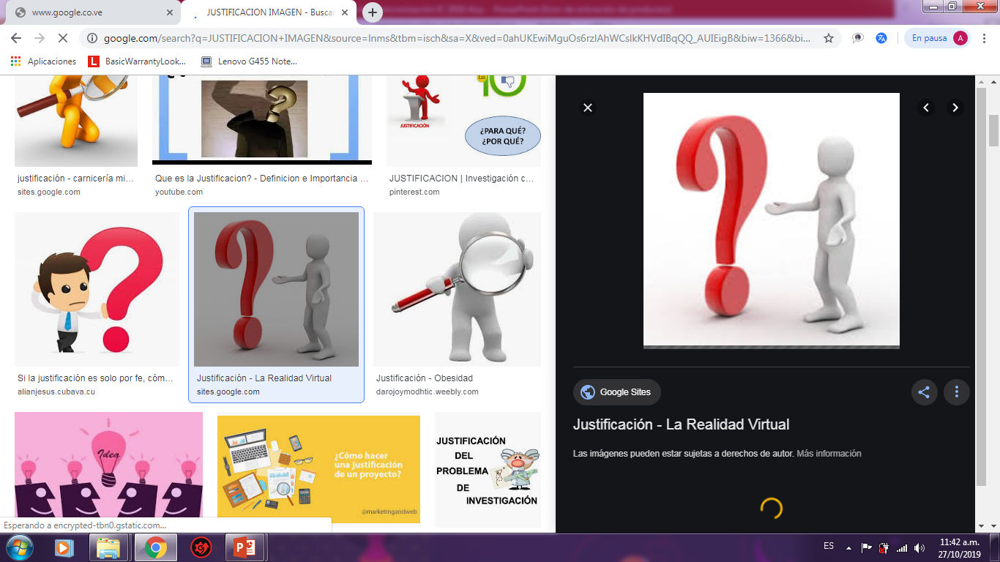 www.google.co.ve
JUSTIFICACION IMAGEN - Buscar
google.com/search?q=JUSTIFICACION+IMAGEN&source=lnms&tbm=isch&sa=X&ved=0ahUKEwiMguOs6rzlAhWCslkKHVdIBqQQ_AUIEigB&biw=1366&bi...
En pausa
A
Aplicaciones
BasicWarrantyLook...
Lenovo G455 Note...
JUSTIFICACIÓN
¿PARA QUÉ?
¿POR QUÉ?
justificación - carnicería mi...
sites.google.com
Que es la Justificacion? - Definicion e Importancia ...
youtube.com
JUSTIFICACION | Investigación c...
pinterest.com
Si la justificación es solo por fe, cóm...
alianjesus.cubava.cu
Justificación - La Realidad Virtual
sites.google.com
Justificación - Obesidad
darojoymodhtic.weebly.com
Idea
¿Cómo hacer
una justificación
de un proyecto?
@marketingandweb
JUSTIFICACIÓN
DEL
PROBLEMA
DE
INVESTIGACIÓN
Google Sites
Justificación - La Realidad Virtual
Las imágenes pueden estar sujetas a derechos de autor. Más información
Esperando a encrypted-tbn0.gstatic.com...
ES
11:42 a.m.
27/10/2019